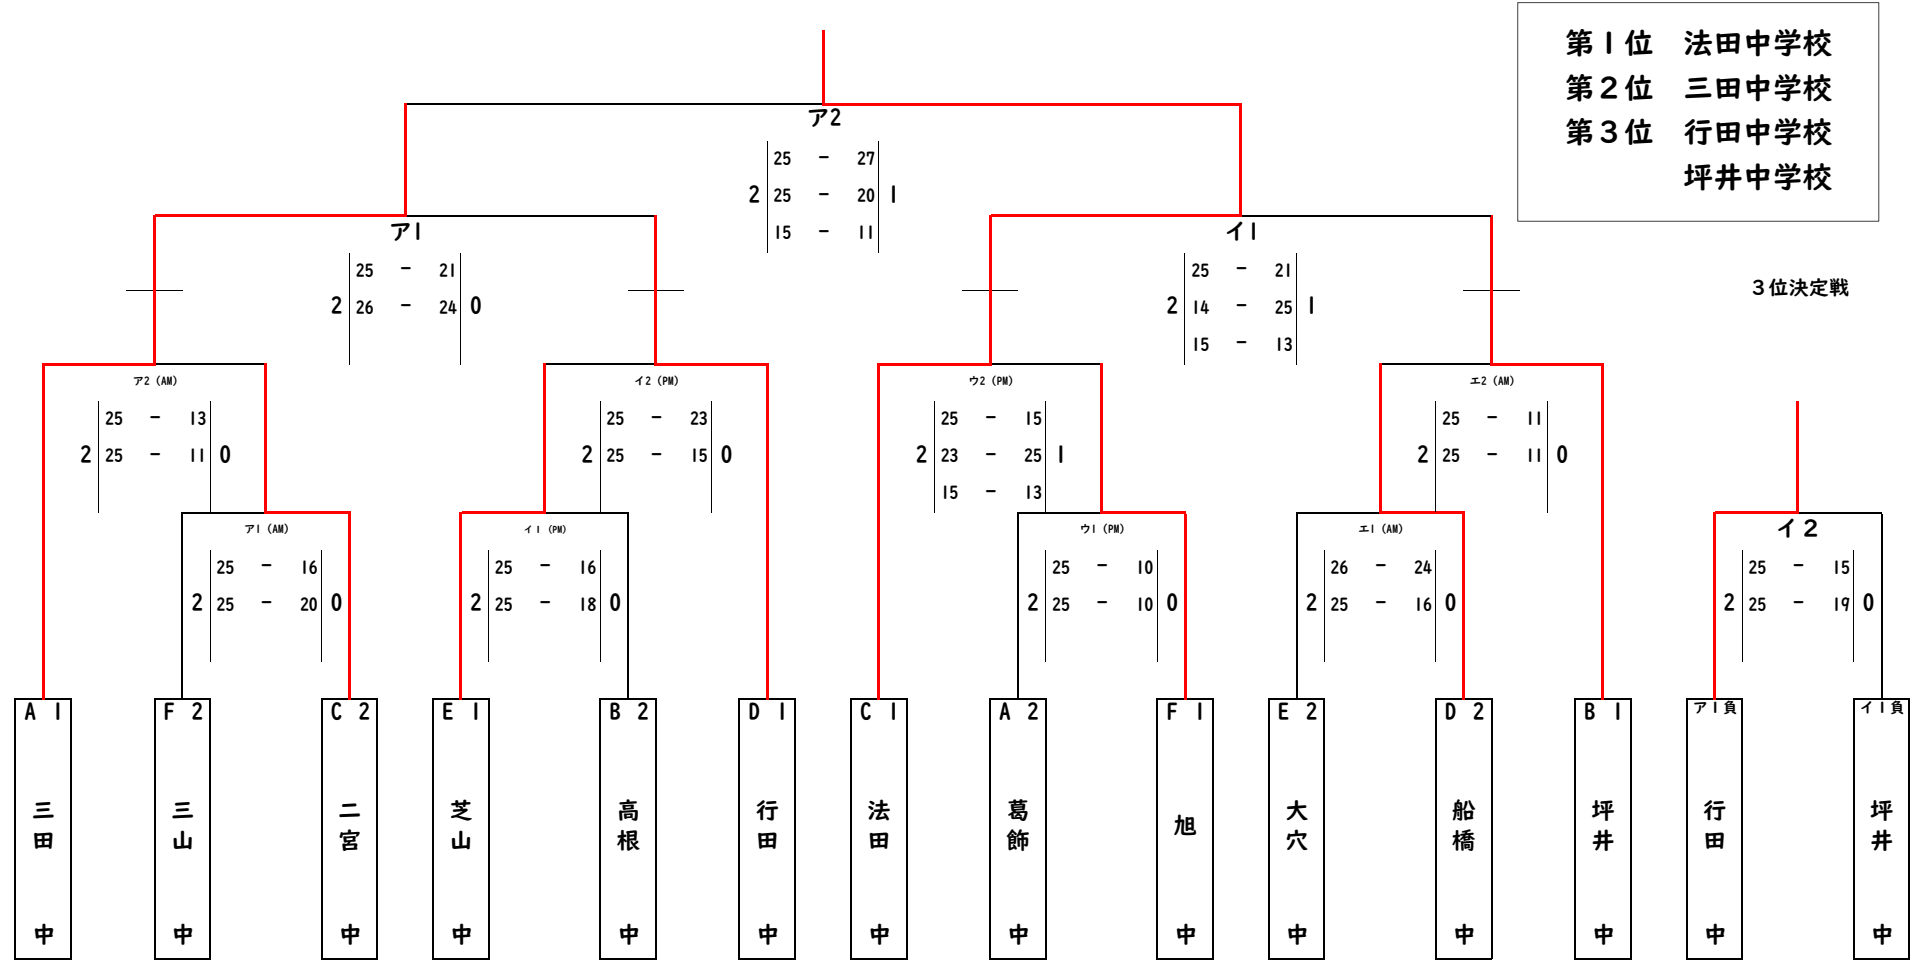 第１位　法田中学校
第２位　三田中学校
第３位　行田中学校
坪井中学校
ア2
25 － 27
2 25 － 20 1
15 － 11
ア1
25 － 21
2 26 － 24 0
イ1
25 － 21
2 14 － 25 1
15 － 13
３位決定戦
ア2 (AM)
25 － 13
2 25 － 11 0
イ2 (PM)
25 － 23
2 25 － 15 0
ウ2 (PM)
25 － 15
2 23 － 25 1
15 － 13
エ2 (AM)
25 － 11
2 25 － 11 0
ア1 (AM)
25 － 16
2 25 － 20 0
イ1 (PM)
25 － 16
2 25 － 18 0
ウ1 (PM)
25 － 10
2 25 － 10 0
エ1 (AM)
26 － 24
2 25 － 16 0
イ２
25 － 15
2 25 － 19 0
A 1
三田中
F 2
三山中
C 2
二宮中
E 1
芝山中
B 2
高根中
D 1
行田中
C 1
法田中
A 2
葛飾中
F 1
旭中
E 2
大穴中
D 2
船橋中
B 1
坪井中
ア1負
行田中
イ1負
坪井中